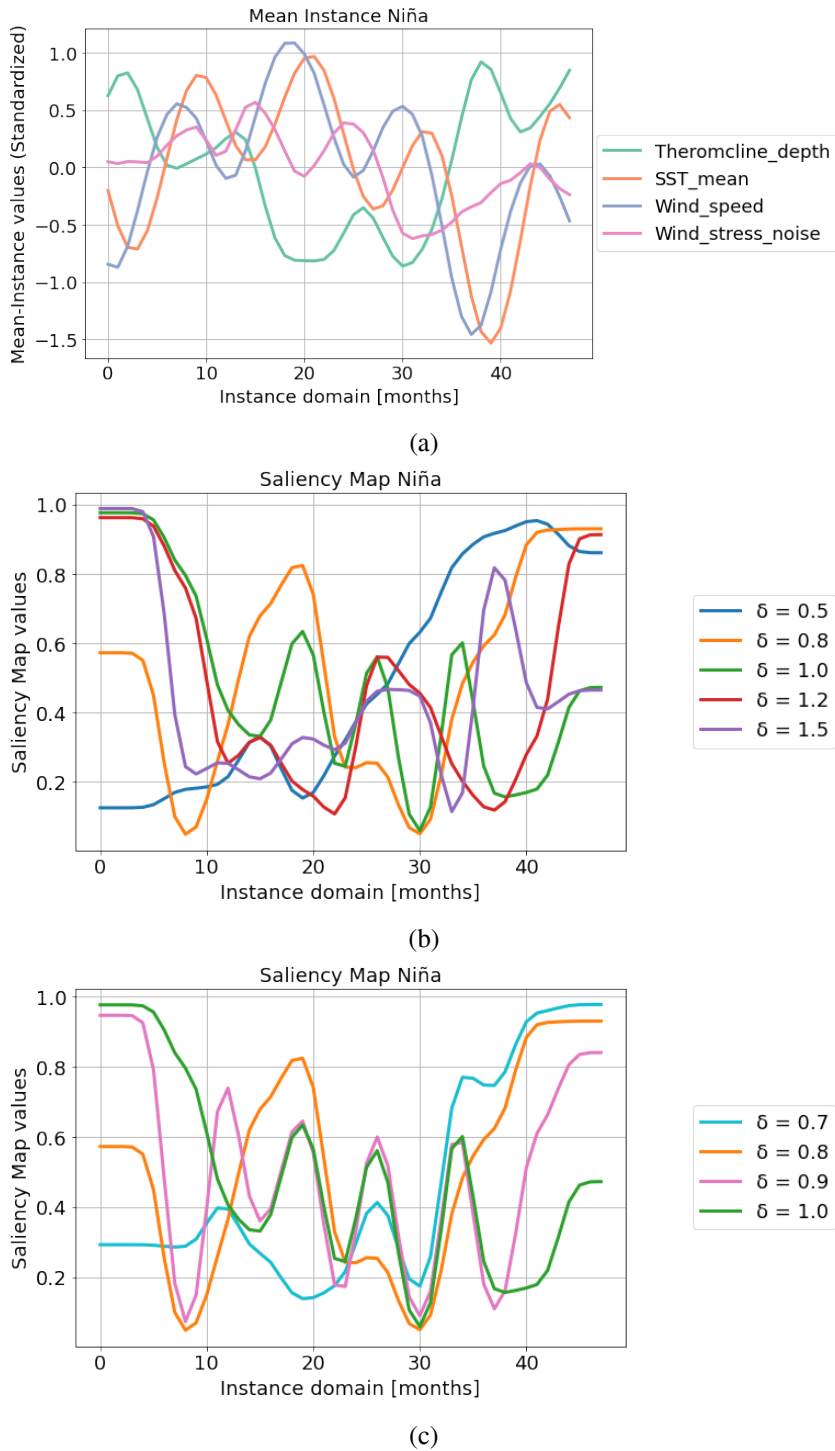 Mean Instance Niña
Mean-Instance values (Standardized)
1.0
0.5
0.0
−0.5
−1.0
−1.5
0
10
20
30
40
Instance domain [months]
Theromcline_depth
SST_mean
Wind_speed
Wind_stress_noise
(a)
Saliency Map Niña
Saliency Map values
1.0
0.8
0.6
0.4
0.2
0
10
20
30
40
Instance domain [months]
δ = 0.5
δ = 0.8
δ = 1.0
δ = 1.2
δ = 1.5
(b)
Saliency Map Niña
Saliency Map values
1.0
0.8
0.6
0.4
0.2
0
10
20
30
40
Instance domain [months]
δ = 0.7
δ = 0.8
δ = 0.9
δ = 1.0
(c)